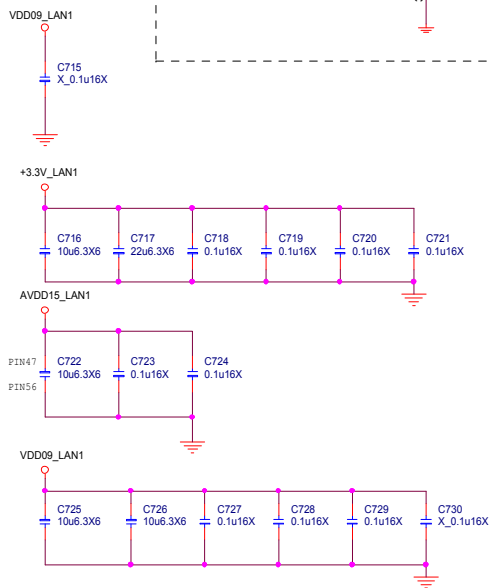 VDD09_LAN1
C715
X_0.1u16X
+3.3V_LAN1
C716 C717 C718 C719 C720 C721
10u6.3X6 22u6.3X6 0.1u16X 0.1u16X 0.1u16X 0.1u16X
AVDD15_LAN1
PIN47 C722 C723 C724
10u6.3X6 0.1u16X 0.1u16X
PIN56
VDD09_LAN1
C725 C726 C727 C728 C729 C730
10u6.3X6 10u6.3X6 0.1u16X 0.1u16X 0.1u16X X_0.1u16X